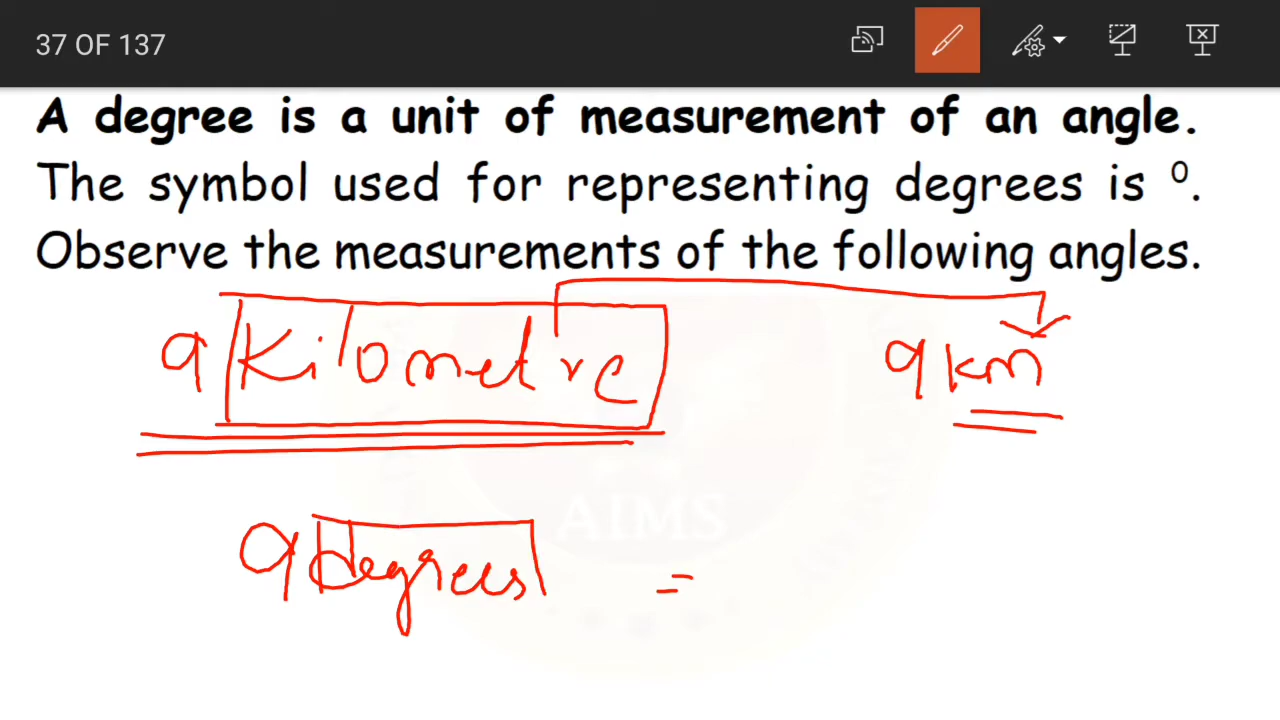 37 OF 137
A degree is a unit of measurement of an angle.
The symbol used for representing degrees is ⁰.
Observe the measurements of the following angles.
9 Kilometre 9 km
AIMS
9 degrees =